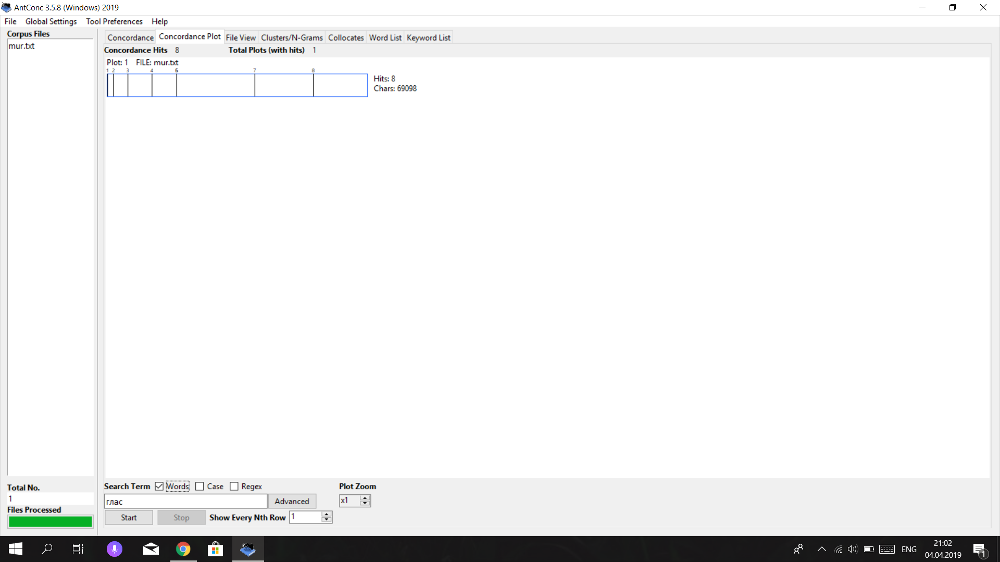 AntConc 3.5.8 (Windows) 2019
File Global Settings Tool Preferences Help
Corpus Files
mur.txt
Concordance Concordance Plot File View Clusters/N-Grams Collocates Word List Keyword List
Concordance Hits 8 Total Plots (with hits) 1
Plot: 1 FILE: mur.txt
1 2 3 4 7 8
Hits: 8
Chars: 69098
Total No.
1
Files Processed
Search Term Words Case Regex
глас
Advanced
Start Stop Show Every Nth Row 1
Plot Zoom
x1
ENG
21:02
04.04.2019
1